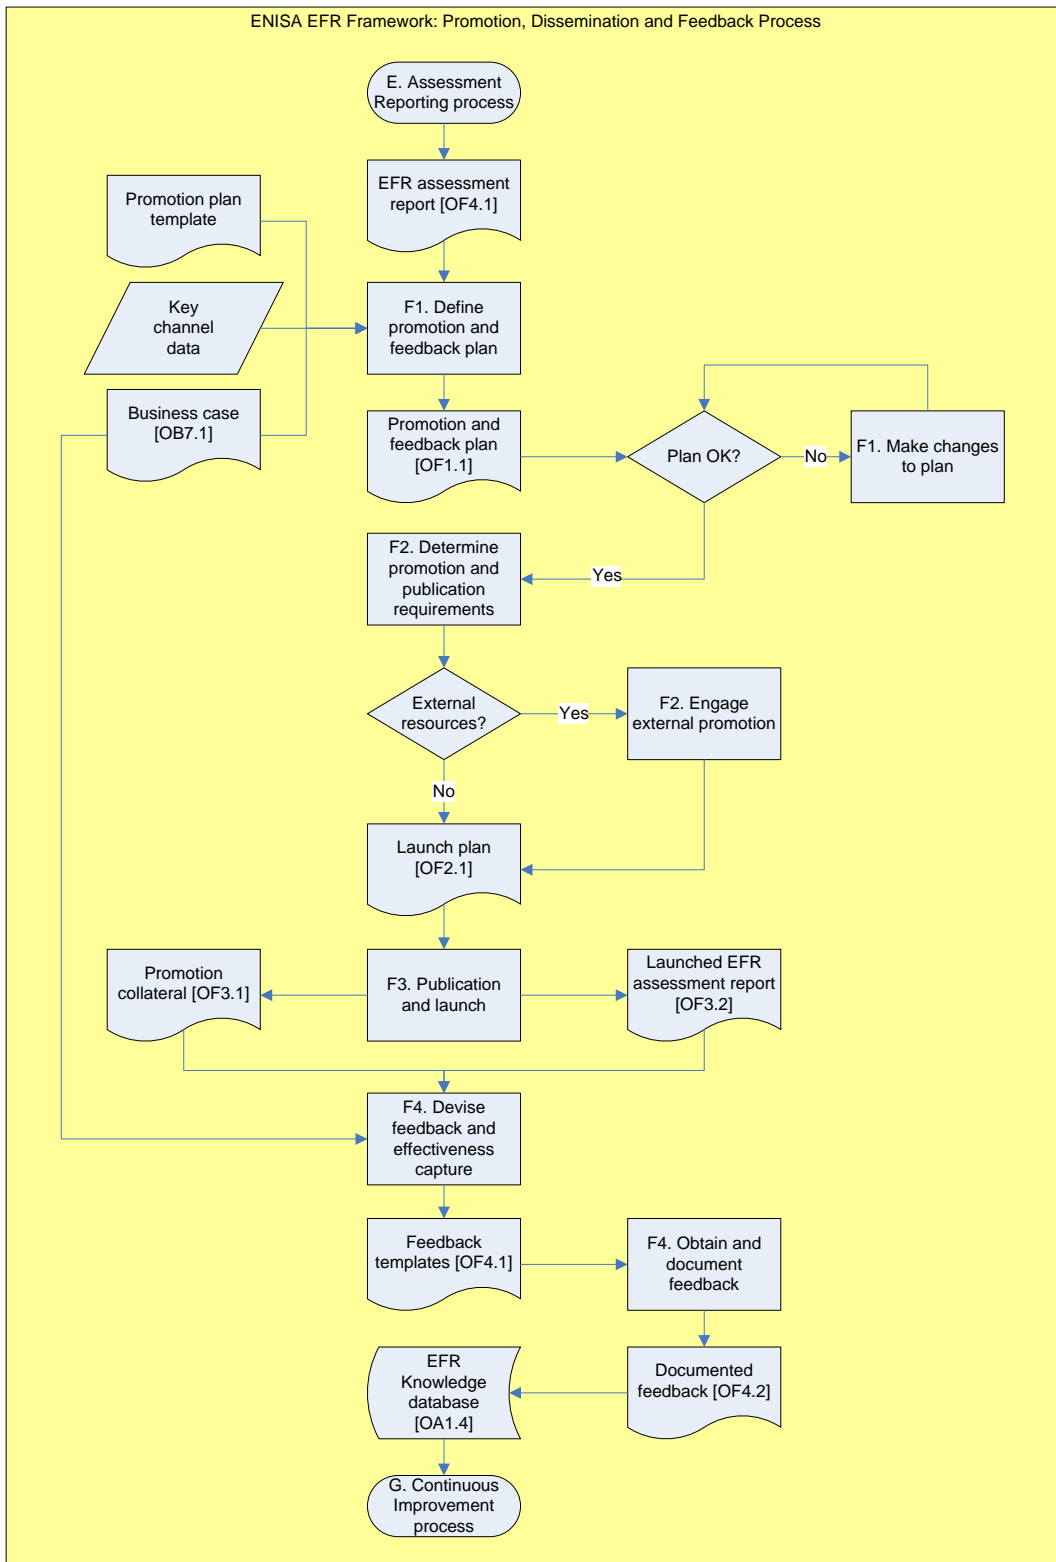 ENISA EFR Framework: Promotion, Dissemination and Feedback Process
E. Assessment
Reporting process
EFR assessment
report [OF4.1]
Promotion plan
template
Key
channel
data
F1. Define
promotion and
feedback plan
Business case
[OB7.1]
Promotion and
feedback plan
[OF1.1]
Plan OK?
No
F1. Make changes
to plan
F2. Determine
promotion and
publication
requirements
Yes
External
resources?
Yes
F2. Engage
external promotion
No
Launch plan
[OF2.1]
Promotion
collateral [OF3.1]
F3. Publication
and launch
Launched EFR
assessment report
[OF3.2]
F4. Devise
feedback and
effectiveness
capture
Feedback
templates [OF4.1]
F4. Obtain and
document
feedback
EFR
Knowledge
database
[OA1.4]
Documented
feedback [OF4.2]
G. Continuous
Improvement
process